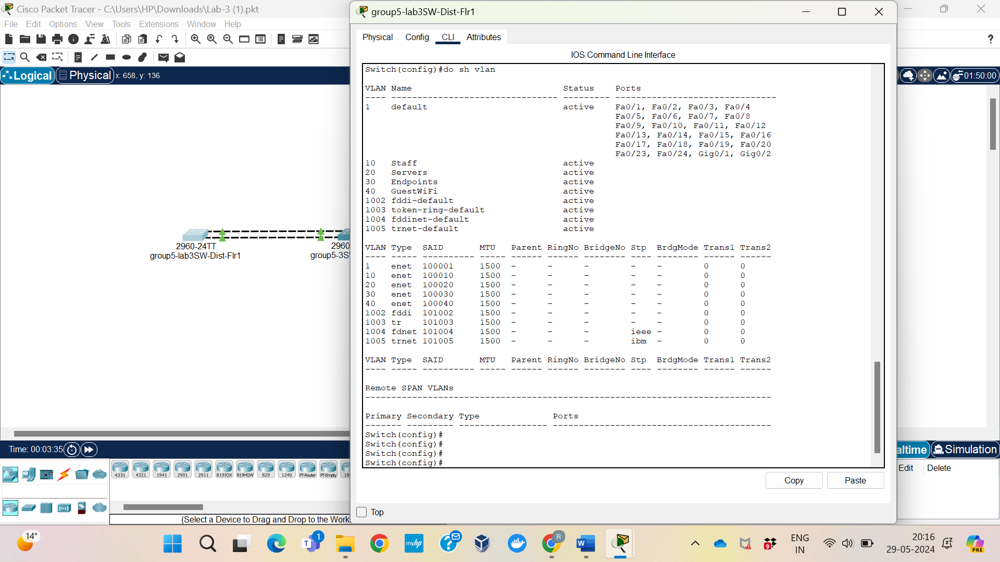 Cisco Packet Tracer - C:\Users\HP\Downloads\Lab-3 (1).pkt
File Edit Options View Tools Extensions Window Help
?
Logical Physical x: 658, y: 136
01:50:00
2960-24TT
group5-lab3SW-Dist-Flr1
2960
group5-3S
Time: 00:03:35
altime Simulation
Edit Delete
4331 4321 1941 2901 2911 819IOX 819HGW 829 1240 PT-Router PT-Empty 18
(Select a Device to Drag and Drop to the Work
group5-lab3SW-Dist-Flr1
Physical Config CLI Attributes
IOS Command Line Interface
Switch(config)#do sh vlan
VLAN Name Status Ports
---- -------------------------------- --------- -------------------------------
1 default active Fa0/1, Fa0/2, Fa0/3, Fa0/4
Fa0/5, Fa0/6, Fa0/7, Fa0/8
Fa0/9, Fa0/10, Fa0/11, Fa0/12
Fa0/13, Fa0/14, Fa0/15, Fa0/16
Fa0/17, Fa0/18, Fa0/19, Fa0/20
Fa0/23, Fa0/24, Gig0/1, Gig0/2
10 Staff active
20 Servers active
30 Endpoints active
40 GuestWiFi active
1002 fddi-default active
1003 token-ring-default active
1004 fddinet-default active
1005 trnet-default active
VLAN Type SAID MTU Parent RingNo BridgeNo Stp BrdgMode Trans1 Trans2
---- ----- ---------- ----- ------ ------ -------- ---- -------- ------ ------
1 enet 100001 1500 - - - - - 0 0
10 enet 100010 1500 - - - - - 0 0
20 enet 100020 1500 - - - - - 0 0
30 enet 100030 1500 - - - - - 0 0
40 enet 100040 1500 - - - - - 0 0
1002 fddi 101002 1500 - - - - - 0 0
1003 tr 101003 1500 - - - - - 0 0
1004 fdnet 101004 1500 - - - ieee - 0 0
1005 trnet 101005 1500 - - - ibm - 0 0
VLAN Type SAID MTU Parent RingNo BridgeNo Stp BrdgMode Trans1 Trans2
---- ----- ---------- ----- ------ ------ -------- ---- -------- ------ ------
Remote SPAN VLANs
------------------------------------------------------------------------------
Primary Secondary Type Ports
------- --------- ----------------- ------------------------------------------
Switch(config)#
Switch(config)#
Switch(config)#
Switch(config)#
Copy Paste
Top
14°
T 1
myhp
?
R
W
9
ENG
IN
20:16
29-05-2024
PRE